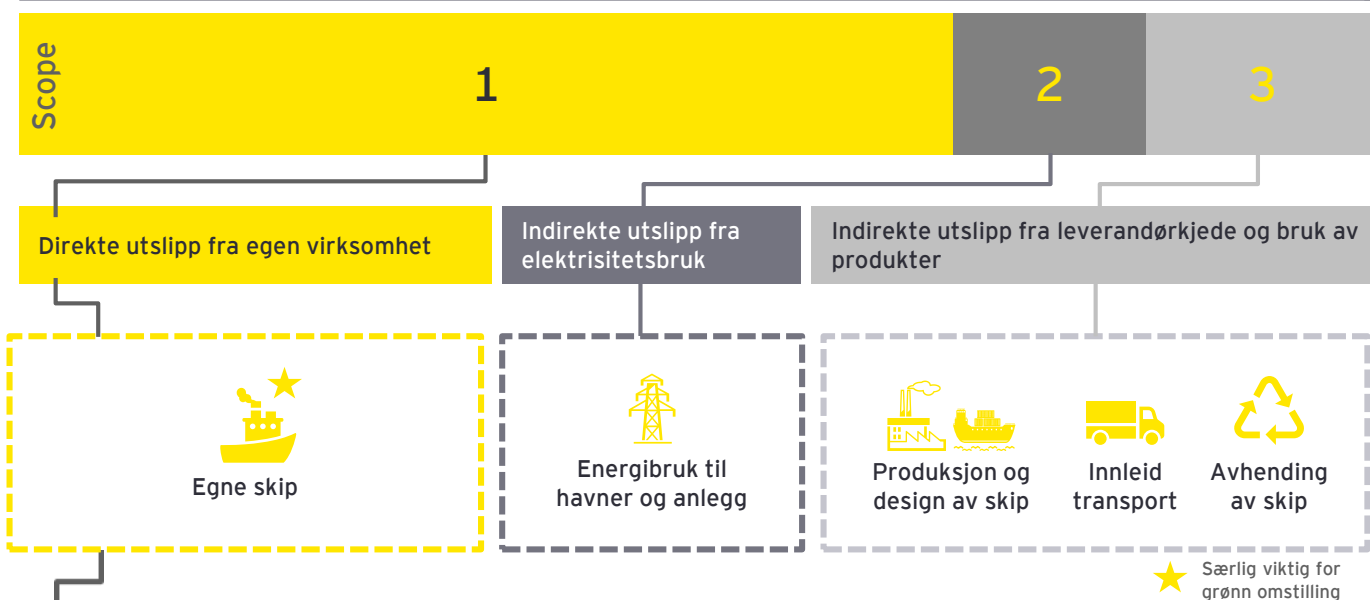 Scope
1
2
3
Direkte utslipp fra egen virksomhet
Indirekte utslipp fra
elektrisitetsbruk
Indirekte utslipp fra leverandørkjede og bruk av
produkter
Egne skip
Energibruk til
havner og anlegg
Produksjon og
design av skip
Innleid
transport
Avhending
av skip
Særlig viktig for
grønn omstilling